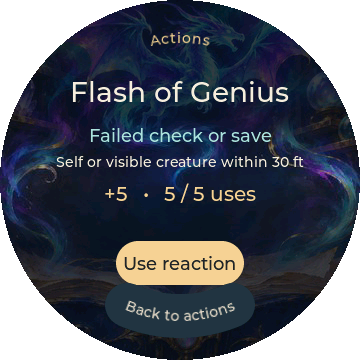 Actions
Flash of Genius
Failed check or save
Self or visible creature within 30 ft
+5 • 5 / 5 uses
Use reaction
Back to actions